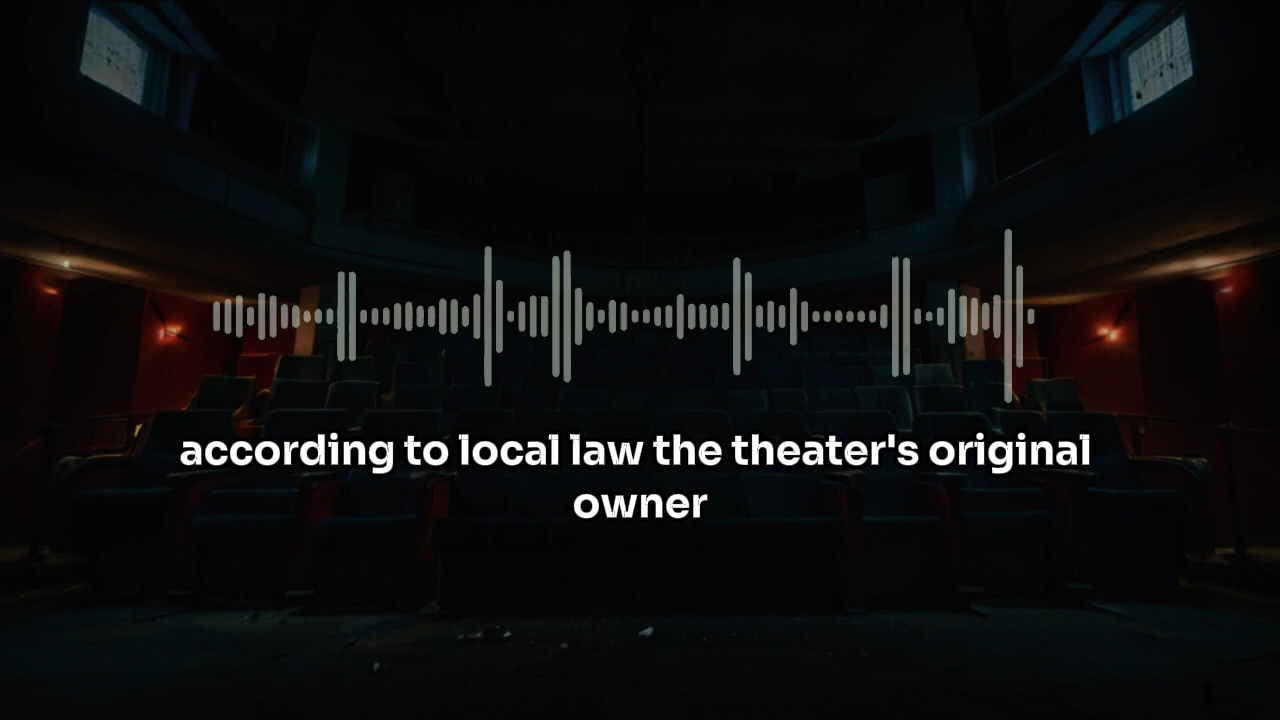 according to local law the theater's original
owner